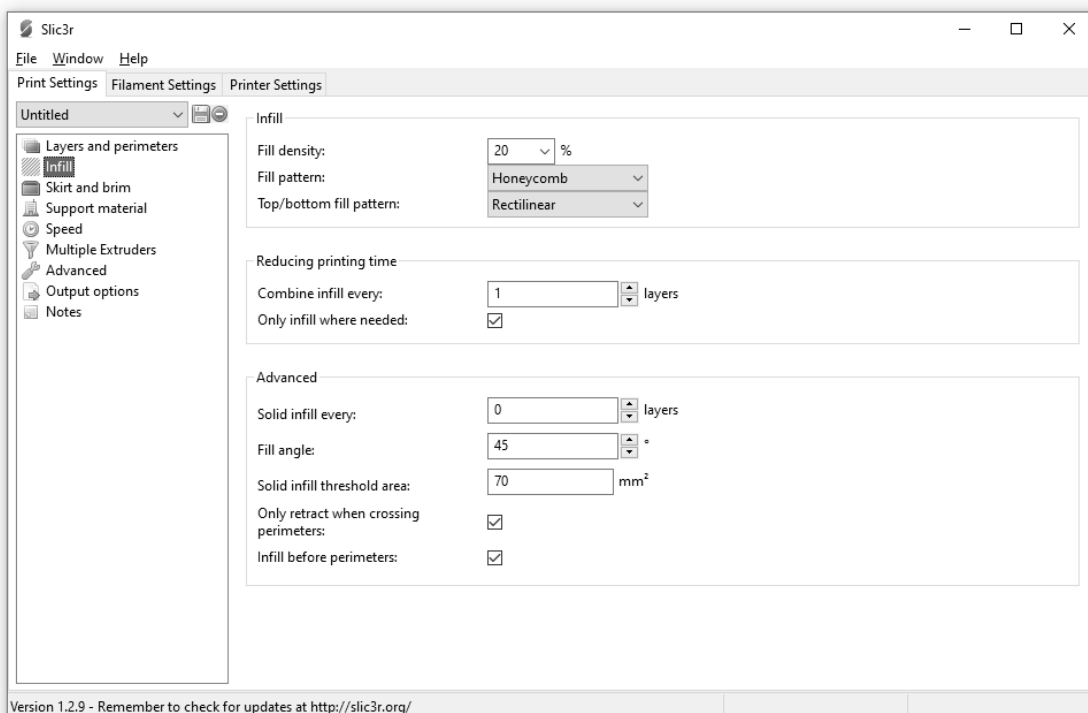 Slic3r
File Window Help
Print Settings Filament Settings Printer Settings
Untitled
Layers and perimeters
Infill
Skirt and brim
Support material
Speed
Multiple Extruders
Advanced
Output options
Notes
Infill
Fill density: 20 %
Fill pattern: Honeycomb
Top/bottom fill pattern: Rectilinear
Reducing printing time
Combine infill every: 1 layers
Only infill where needed:
Advanced
Solid infill every: 0 layers
Fill angle: 45 °
Solid infill threshold area: 70 mm²
Only retract when crossing
perimeters:
Infill before perimeters:
Version 1.2.9 - Remember to check for updates at http://slic3r.org/